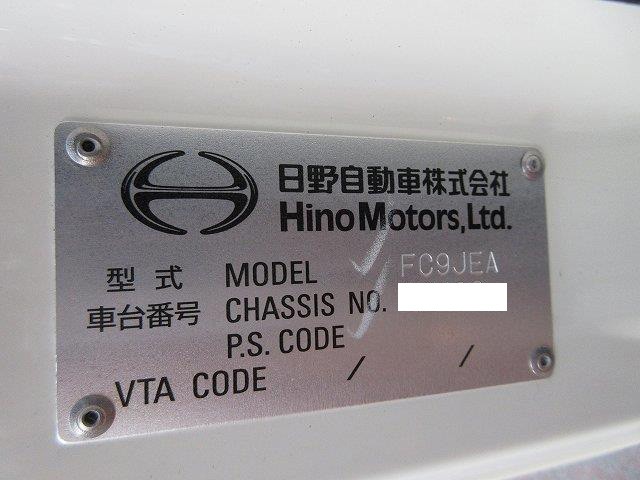 日野自動車株式会社
Hino Motors, Ltd.
型式 MODEL FC9JEA
車台番号 CHASSIS NO.
P.S. CODE
VTA CODE / /